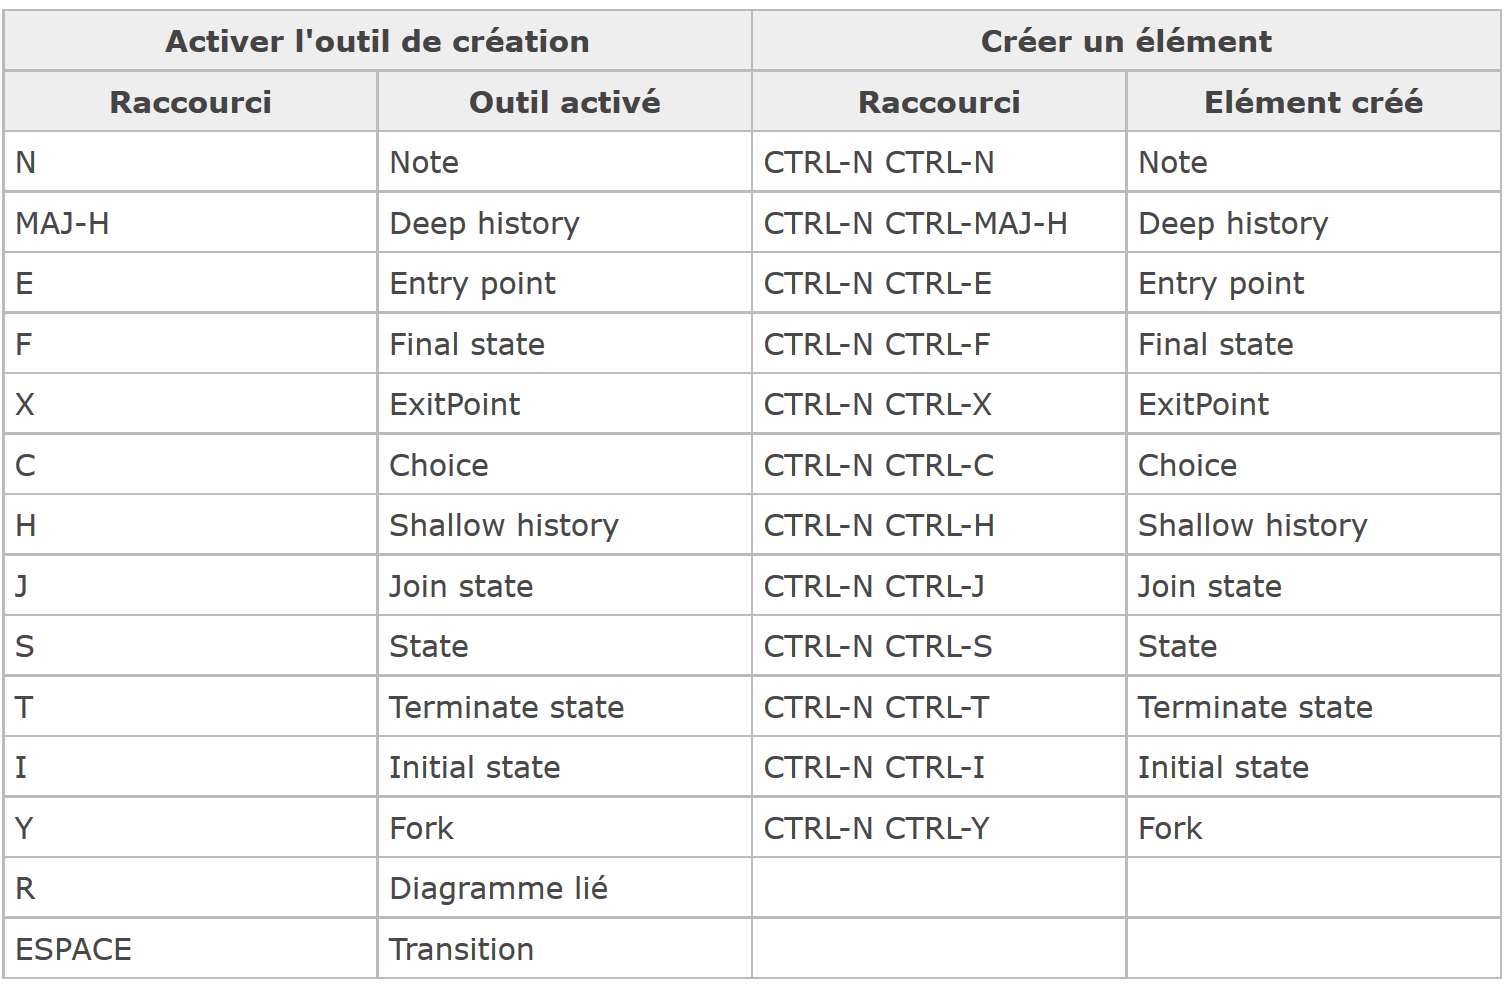 Activer l'outil de création Créer un élément
Raccourci Outil activé Raccourci Elément créé
N Note CTRL-N CTRL-N Note
MAJ-H Deep history CTRL-N CTRL-MAJ-H Deep history
E Entry point CTRL-N CTRL-E Entry point
F Final state CTRL-N CTRL-F Final state
X ExitPoint CTRL-N CTRL-X ExitPoint
C Choice CTRL-N CTRL-C Choice
H Shallow history CTRL-N CTRL-H Shallow history
J Join state CTRL-N CTRL-J Join state
S State CTRL-N CTRL-S State
T Terminate state CTRL-N CTRL-T Terminate state
I Initial state CTRL-N CTRL-I Initial state
Y Fork CTRL-N CTRL-Y Fork
R Diagramme lié
ESPACE Transition